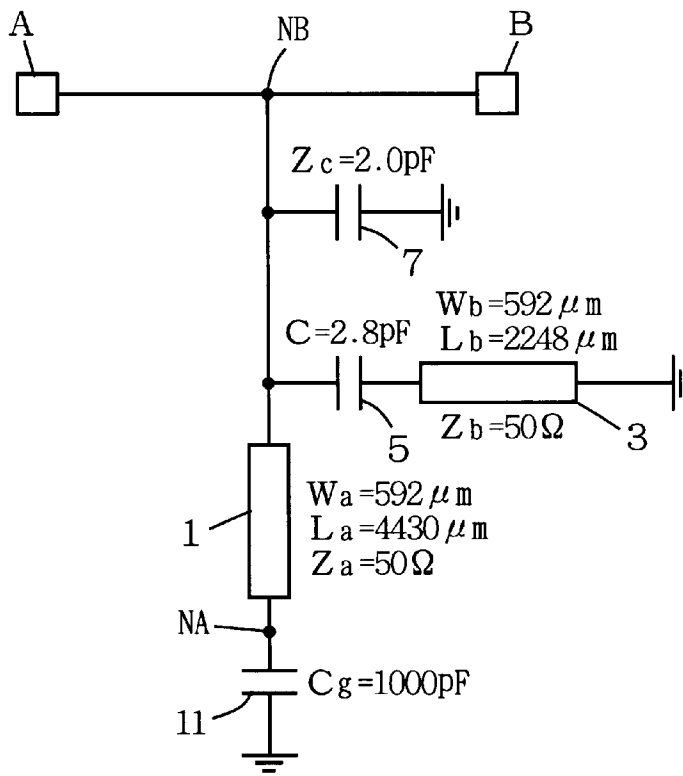 A
NB
B
Zc=2.0pF
7
Wb=592μm
C=2.8pF
Lb=2248μm
5
Zb=50Ω
3
1
Wa=592μm
La=4430μm
Za=50Ω
NA
11
Cg=1000pF